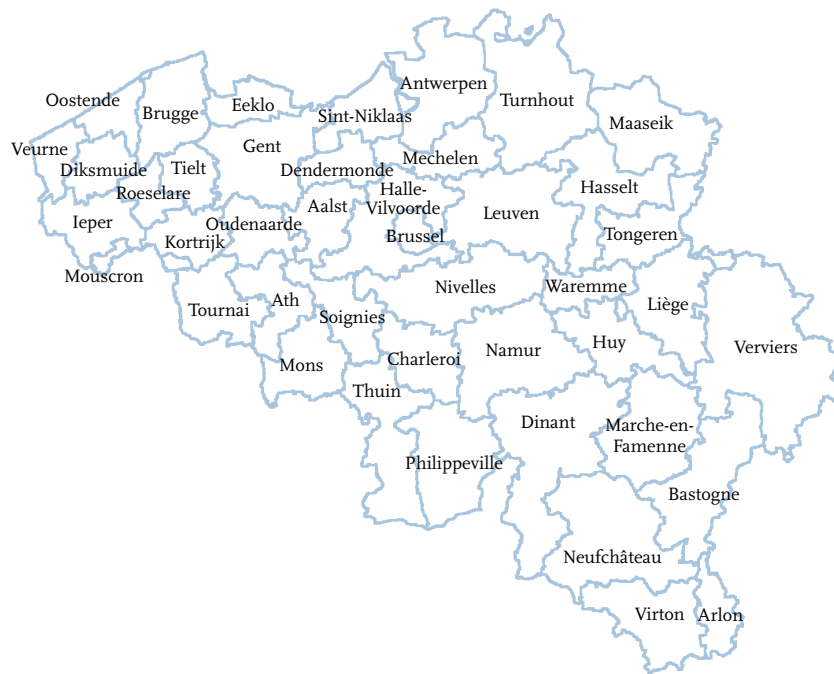 Antwerpen
Turnhout
Oostende
Brugge
Eeklo
Sint-Niklaas
Maaseik
Veurne
Gent
Mechelen
Diksmuide
Tielt
Dendermonde
Roeselare
Halle-
Vilvoorde
Hasselt
Ieper
Oudenaarde
Aalst
Leuven
Kortrijk
Brussel
Tongeren
Mouscron
Nivelles
Waremme
Tournai
Ath
Soignies
Liège
Mons
Charleroi
Namur
Huy
Verviers
Thuin
Dinant
Marche-en-
Famenne
Philippeville
Bastogne
Neufchâteau
Virton
Arlon